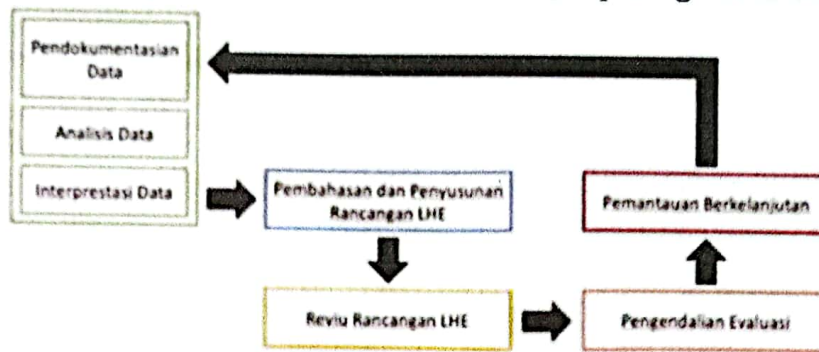 Pendokumentasian
Data
Analisis Data
Interprestasi Data
Pembahasan dan Penyusunan
Rancangan LHE
Pemantauan Berkelanjutan
Reviu Rancangan LHE
Pengendalian Evaluasi